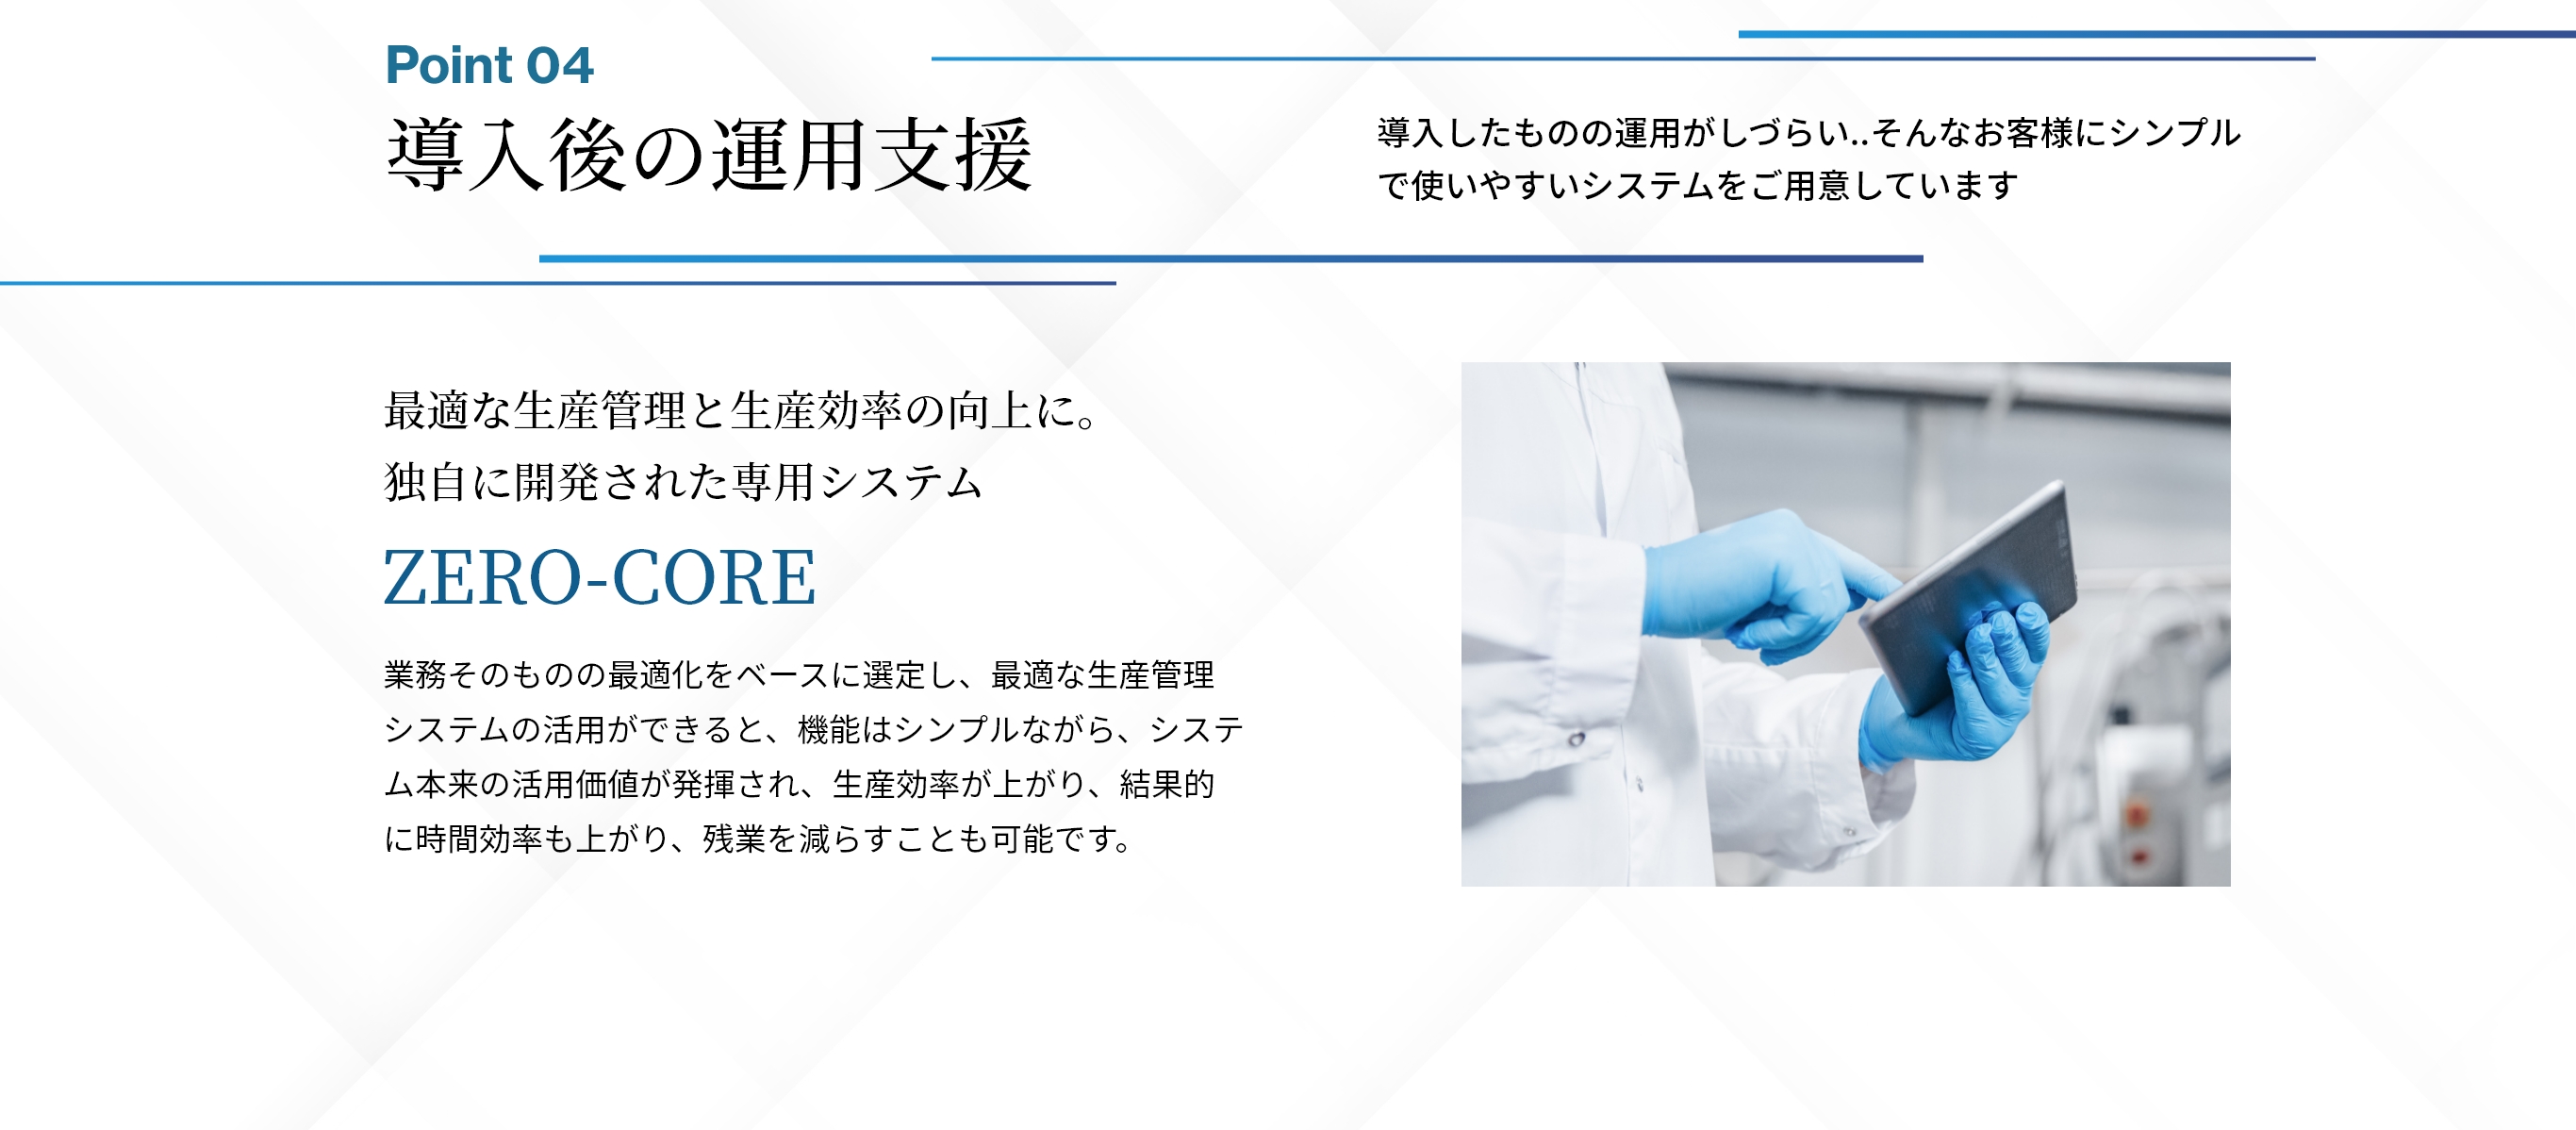 Point 04
導入後の運用支援
導入したものの運用がしづらい..そんなお客様にシンプル
で使いやすいシステムをご用意しています
最適な生産管理と生産効率の向上に。
独自に開発された専用システム
ZERO-CORE
業務そのものの最適化をベースに選定し、最適な生産管理
システムの活用ができると、機能はシンプルながら、システ
ム本来の活用価値が発揮され、生産効率が上がり、結果的
に時間効率も上がり、残業を減らすことも可能です。